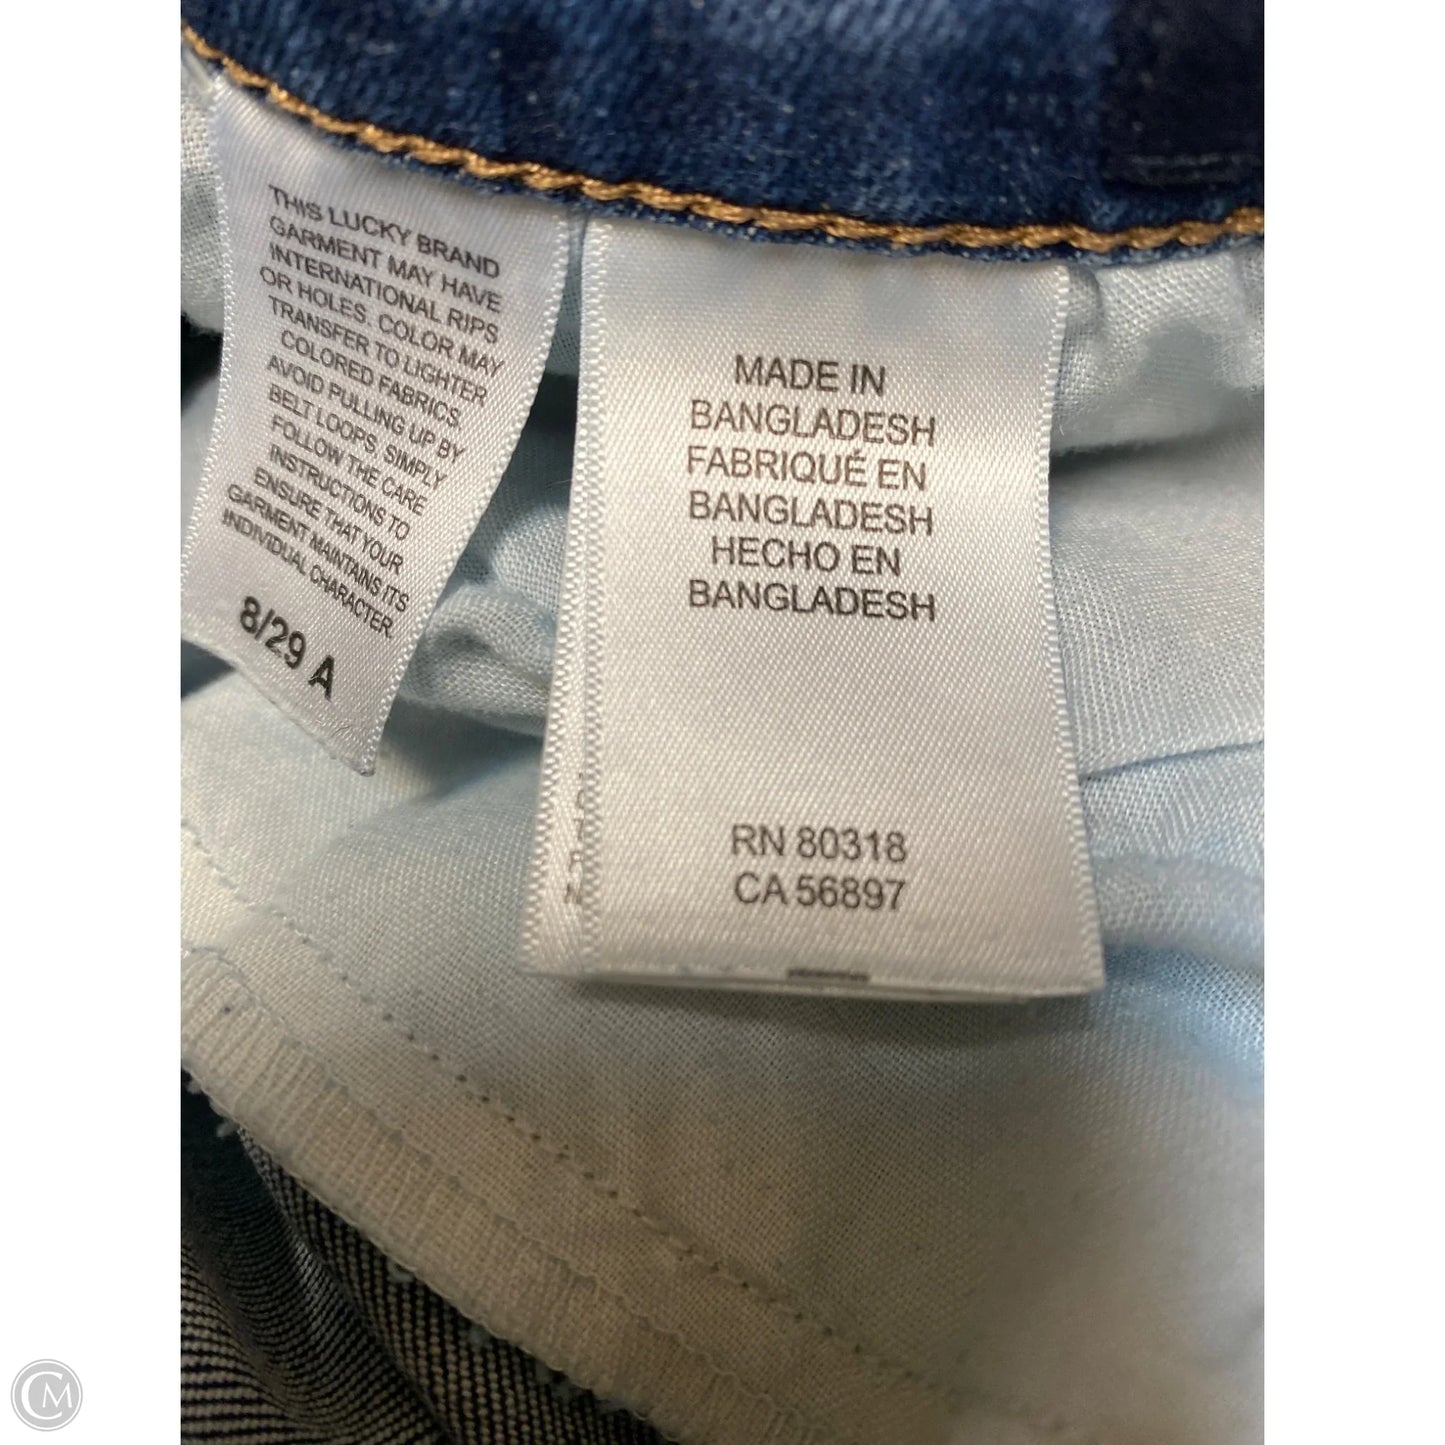 THIS LUCKY BRAND
GARMENT MAY HAVE
INTERNATIONAL RIPS
OR HOLES. COLOR MAY
TRANSFER TO LIGHTER
COLORED FABRICS.
AVOID PULLING UP BY
BELT LOOPS. SIMPLY
FOLLOW THE CARE
INSTRUCTIONS TO
ENSURE THAT YOUR
GARMENT MAINTAINS ITS
INDIVIDUAL CHARACTER.
8/29 A
MADE IN
BANGLADESH
FABRIQUÉ EN
BANGLADESH
HECHO EN
BANGLADESH
RN 80318
CA 56897
CM